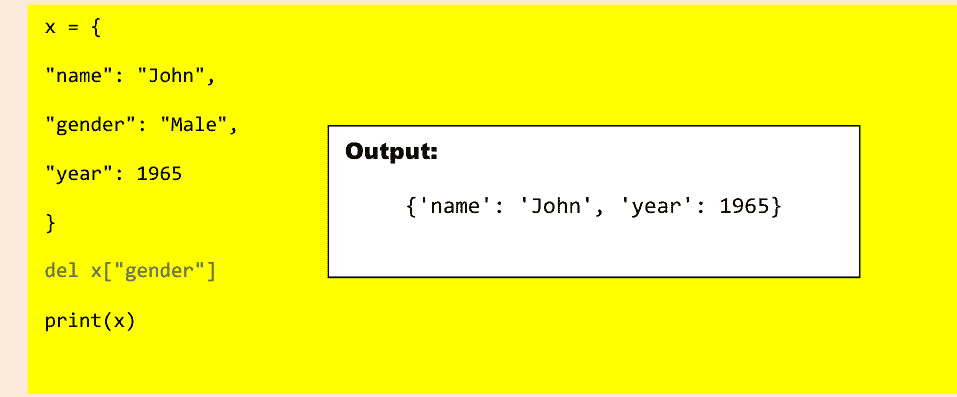 x = {
"name": "John",
"gender": "Male",
"year": 1965
}
del x["gender"]
print(x)
Output:
{'name': 'John', 'year': 1965}